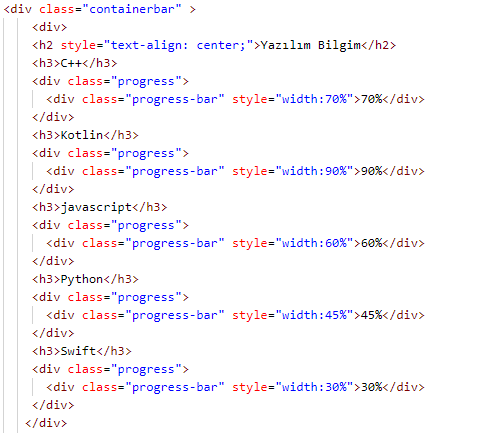 <div class="containerbar" >
<div>
<h2 style="text-align: center;">Yazılım Bilgim</h2>
<h3>C++</h3>
<div class="progress">
<div class="progress-bar" style="width:70%">70%</div>
</div>
<h3>Kotlin</h3>
<div class="progress">
<div class="progress-bar" style="width:90%">90%</div>
</div>
<h3>javascript</h3>
<div class="progress">
<div class="progress-bar" style="width:60%">60%</div>
</div>
<h3>Python</h3>
<div class="progress">
<div class="progress-bar" style="width:45%">45%</div>
</div>
<h3>Swift</h3>
<div class="progress">
<div class="progress-bar" style="width:30%">30%</div>
</div>
</div>